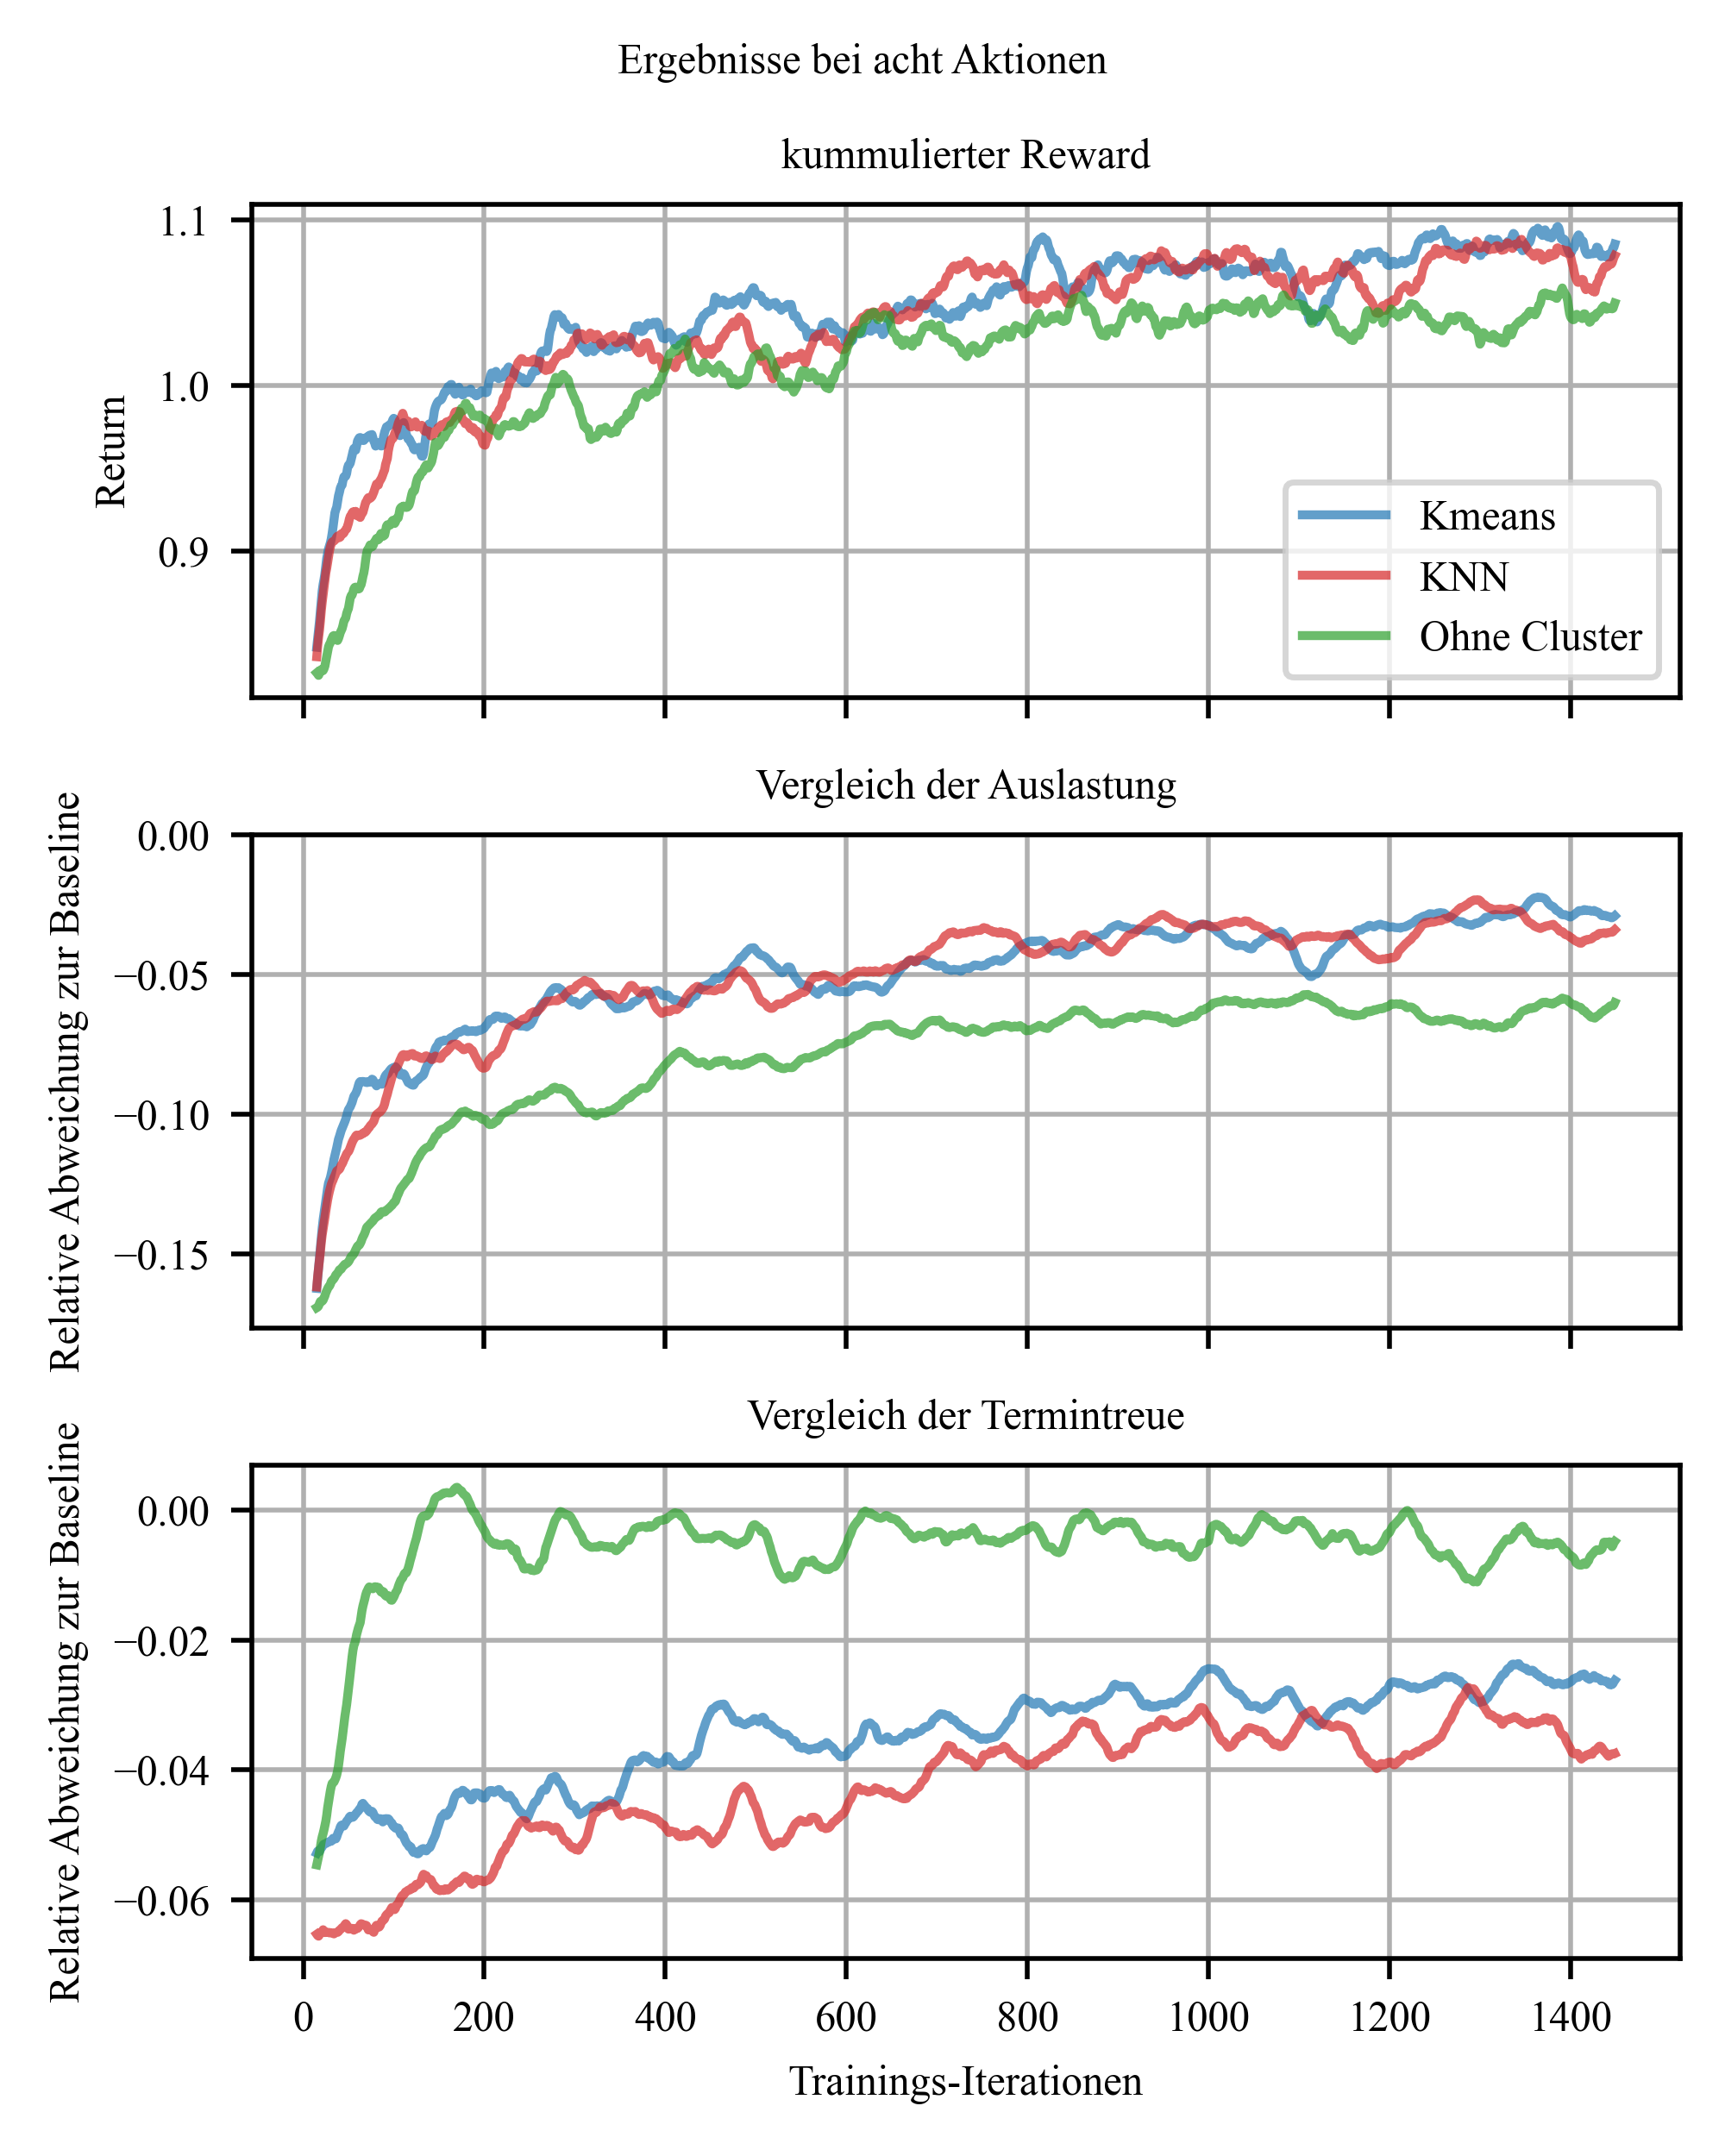 Ergebnisse bei acht Aktionen
kummulierter Reward
1.1
1.0
0.9
Return
Kmeans
KNN
Ohne Cluster
Vergleich der Auslastung
0.00
−0.05
−0.10
−0.15
Relative Abweichung zur Baseline
Vergleich der Termintreue
0.00
−0.02
−0.04
−0.06
Relative Abweichung zur Baseline
0 200 400 600 800 1000 1200 1400
Trainings-Iterationen